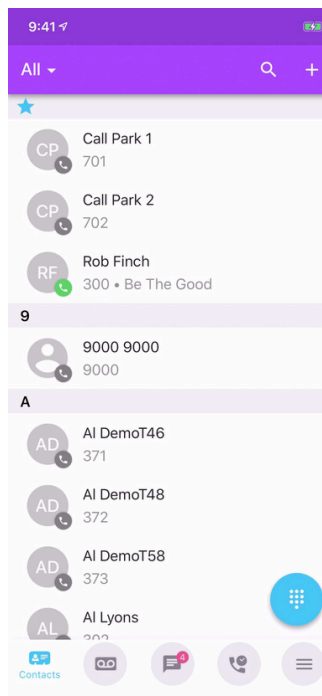 9:41
All
CP
Call Park 1
701
CP
Call Park 2
702
RF
Rob Finch
300 • Be The Good
9
9000 9000
9000
A
AD
Al DemoT46
371
AD
Al DemoT48
372
AD
Al DemoT58
373
AL
Al Lyons
4
Contacts